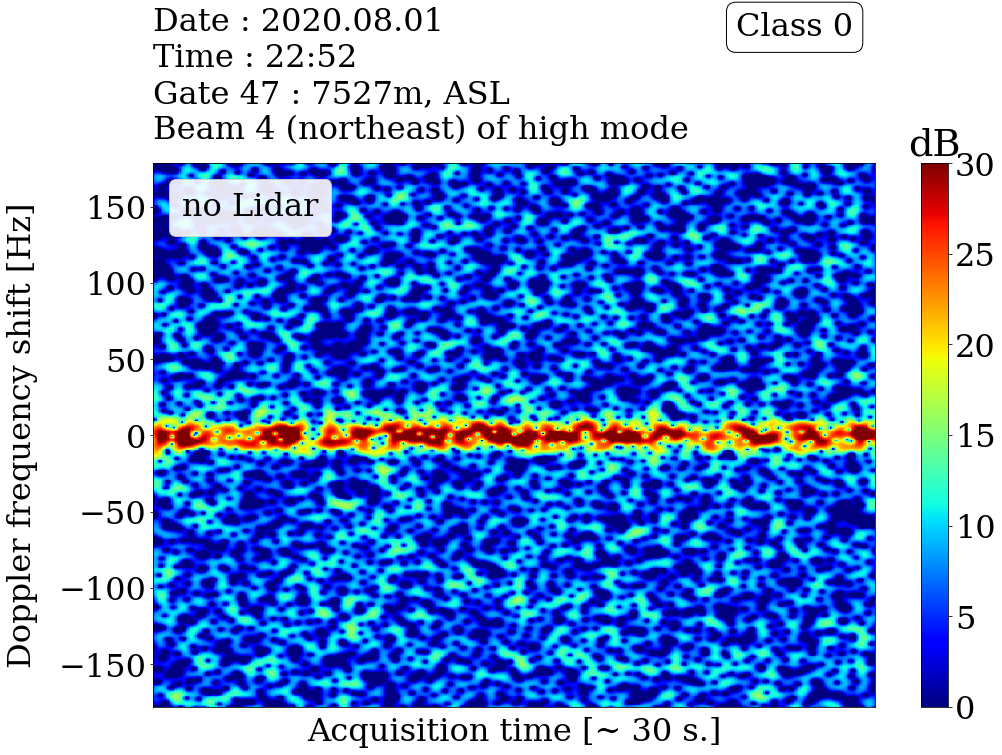 Date : 2020.08.01
Time : 22:52
Gate 47 : 7527m, ASL
Beam 4 (northeast) of high mode
Class 0
dB
no Lidar
Doppler frequency shift [Hz]
150
100
50
0
−50
−100
−150
30
25
20
15
10
5
0
Acquisition time [~ 30 s.]